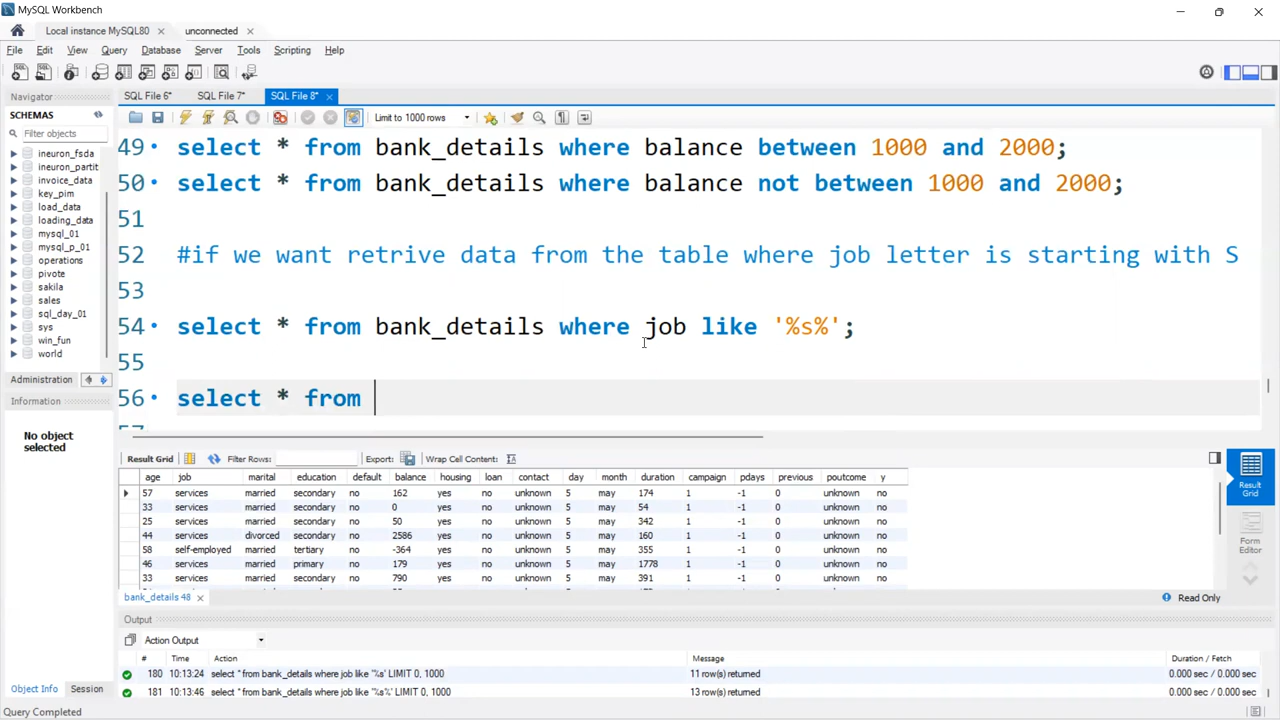 MySQL Workbench
Local instance MySQL80 unconnected
File Edit View Query Database Server Tools Scripting Help
Navigator
SCHEMAS
Filter objects
ineuron_fsda
ineuron_partit
invoice_data
key_pim
load_data
loading_data
mysql_01
mysql_p_01
operations
pivote
sakila
sales
sql_day_01
sys
win_fun
world
Administration
Information
No object
selected
Object Info Session
Query Completed
SQL File 6* SQL File 7* SQL File 8*
Limit to 1000 rows
49 select * from bank_details where balance between 1000 and 2000;
50 select * from bank_details where balance not between 1000 and 2000;
51
52 #if we want retrive data from the table where job letter is starting with S
53
54 select * from bank_details where job like '%s%';
55
56 select * from
Result Grid Filter Rows: Export: Wrap Cell Content:
age job marital education default balance housing loan contact day month duration campaign pdays previous poutcome y
57 services married secondary no 162 yes no unknown 5 may 174 1 -1 0 unknown no
33 services married secondary no 0 yes no unknown 5 may 54 1 -1 0 unknown no
25 services married secondary no 50 yes no unknown 5 may 342 1 -1 0 unknown no
44 services divorced secondary no 2586 yes no unknown 5 may 160 1 -1 0 unknown no
58 self-employed married tertiary no -364 yes no unknown 5 may 355 1 -1 0 unknown no
46 services married primary no 179 yes no unknown 5 may 1778 1 -1 0 unknown no
33 services married secondary no 790 yes no unknown 5 may 391 1 -1 0 unknown no
Result
Grid
Form
Editor
bank_details 48 Read Only
Output
Action Output
# Time Action Message Duration / Fetch
180 10:13:24 select * from bank_details where job like '%s' LIMIT 0, 1000 11 row(s) returned 0.000 sec / 0.000 sec
181 10:13:46 select * from bank_details where job like '%s%' LIMIT 0, 1000 13 row(s) returned 0.000 sec / 0.000 sec